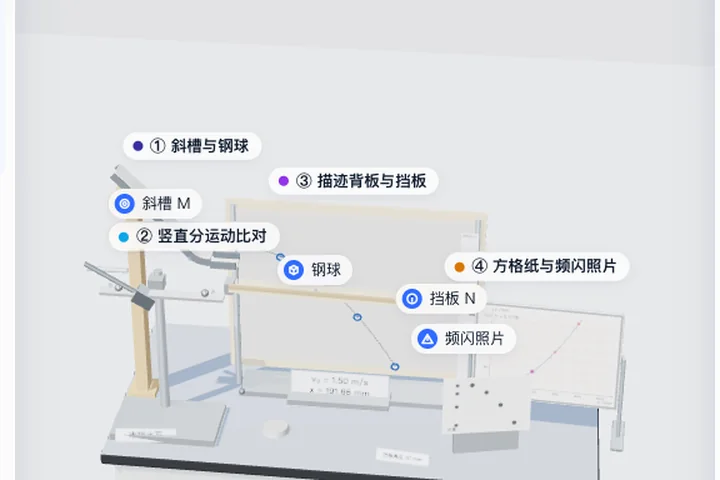 ① 斜槽与钢球
③ 描迹背板与挡板
斜槽 M
② 竖直分运动比对
④ 方格纸与频闪照片
钢球
挡板 N
频闪照片
v₀ = 1.50 m/s